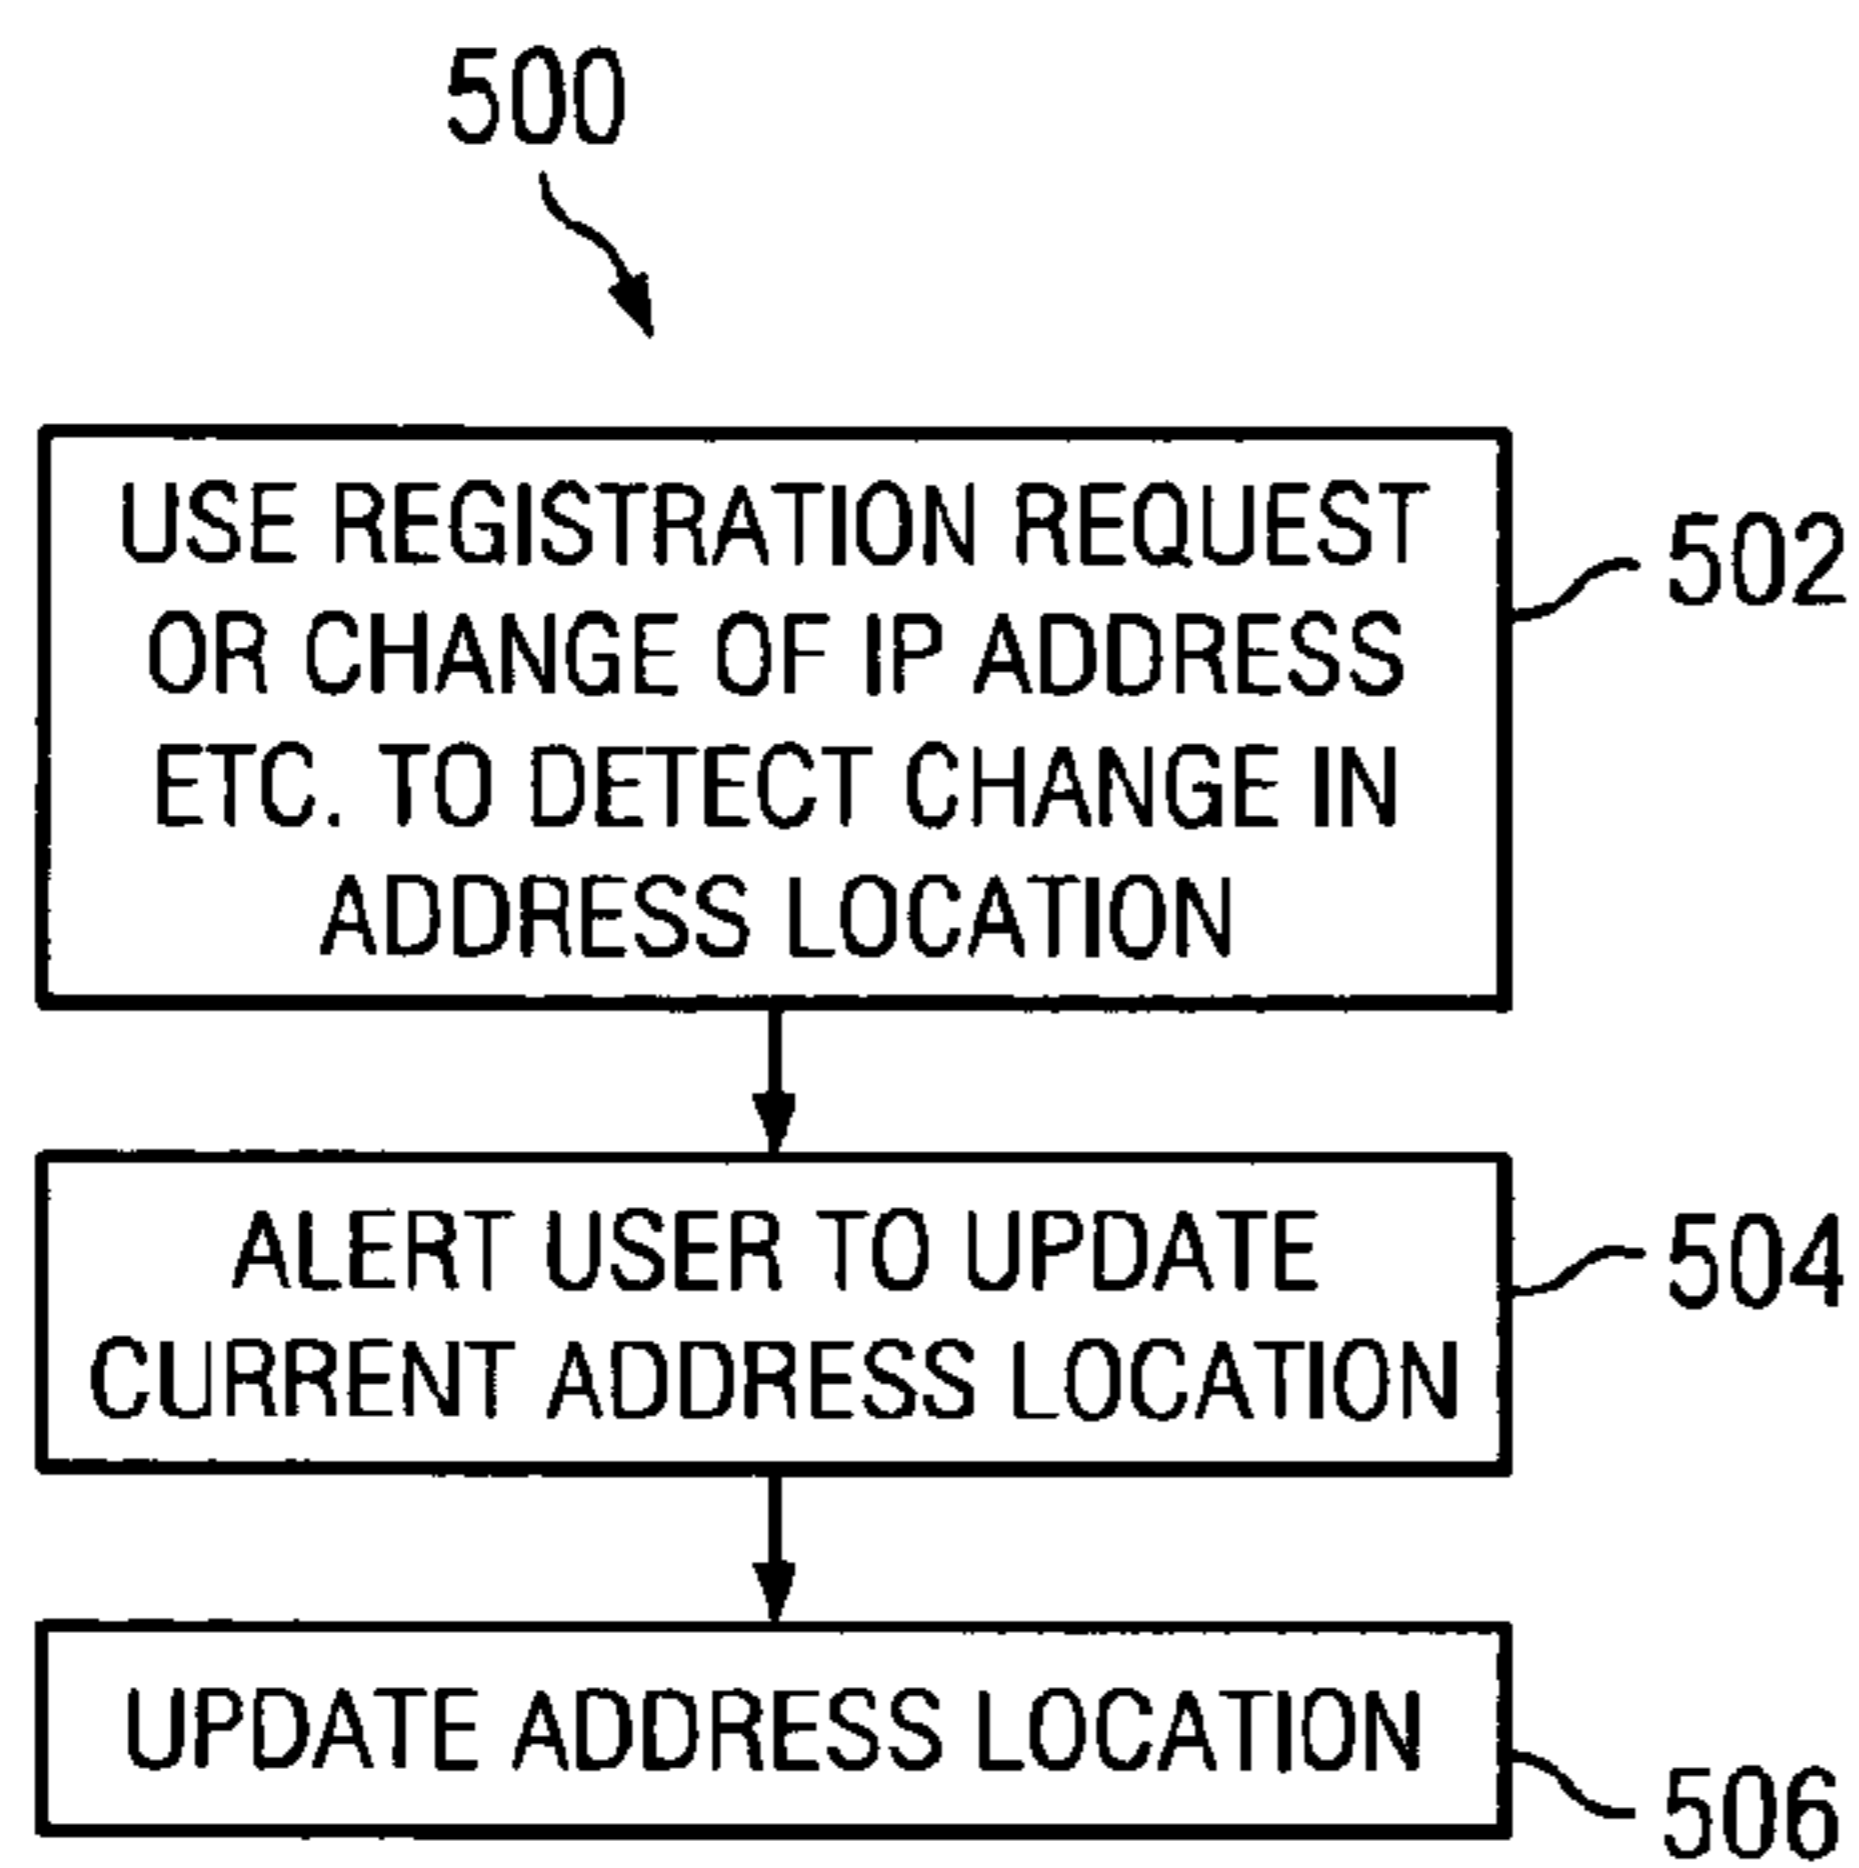 500
USE REGISTRATION REQUEST
OR CHANGE OF IP ADDRESS
ETC. TO DETECT CHANGE IN
ADDRESS LOCATION
502
ALERT USER TO UPDATE
CURRENT ADDRESS LOCATION
504
UPDATE ADDRESS LOCATION
506